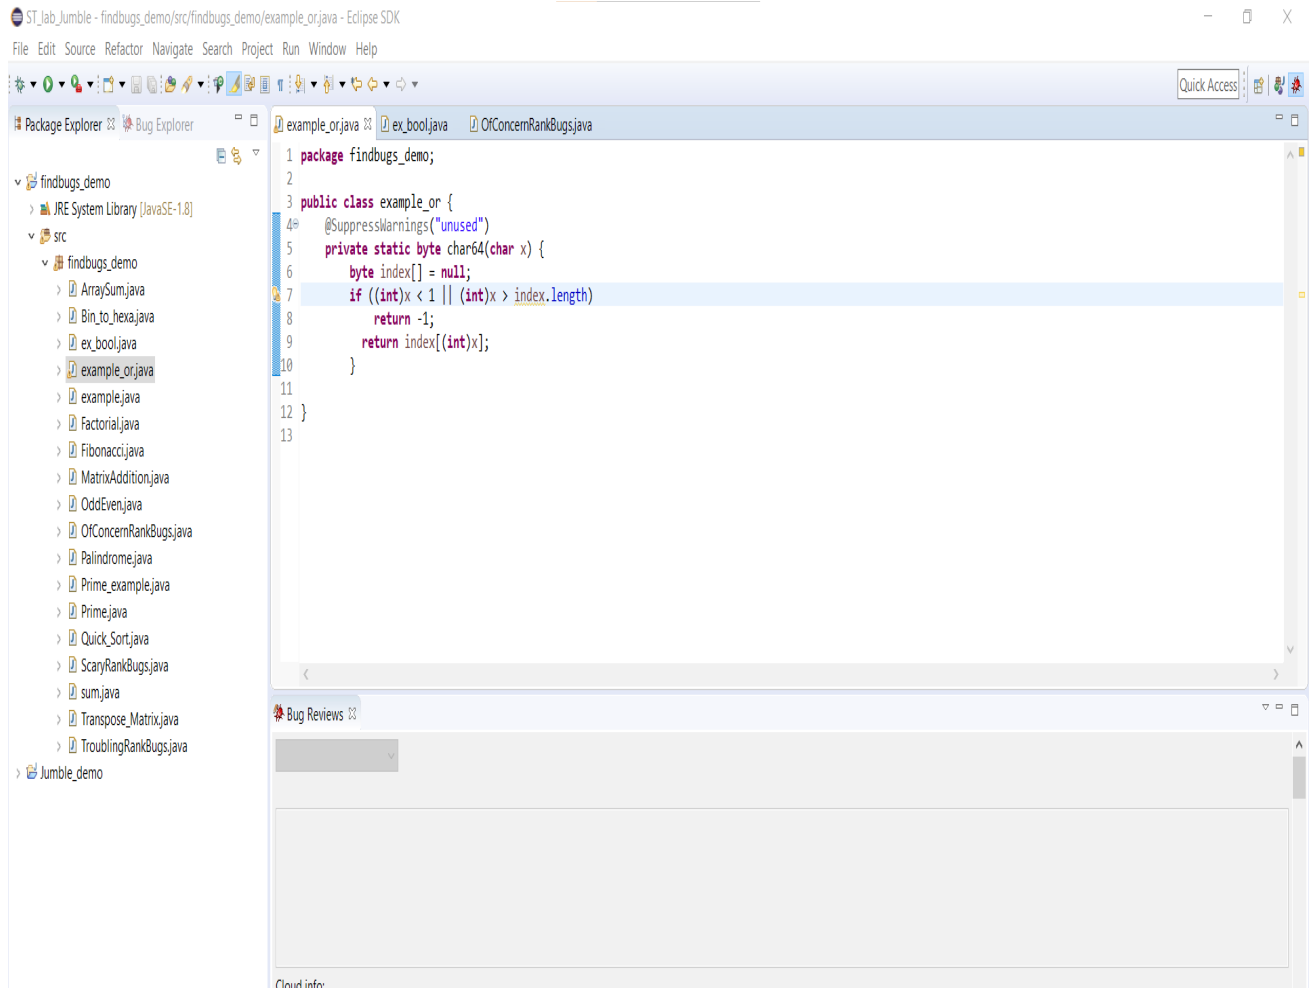 ST_lab_Jumble - findbugs_demo/src/findbugs_demo/example_or.java - Eclipse SDK
File Edit Source Refactor Navigate Search Project Run Window Help
Quick Access
Package Explorer Bug Explorer
findbugs_demo
JRE System Library [JavaSE-1.8]
src
findbugs_demo
ArraySum.java
Bin_to_hexa.java
ex_bool.java
example_or.java
example.java
Factorial.java
Fibonacci.java
MatrixAddition.java
OddEven.java
OfConcernRankBugs.java
Palindrome.java
Prime_example.java
Prime.java
Quick_Sort.java
ScaryRankBugs.java
sum.java
Transpose_Matrix.java
TroublingRankBugs.java
Jumble_demo
example_or.java ex_bool.java OfConcernRankBugs.java
1 package findbugs_demo;
2
3 public class example_or {
4 @SuppressWarnings("unused")
5 private static byte char64(char x) {
6 byte index[] = null;
7 if ((int)x < 1 || (int)x > index.length)
8 return -1;
9 return index[(int)x];
10 }
11
12 }
13
Bug Reviews
Cloud info: